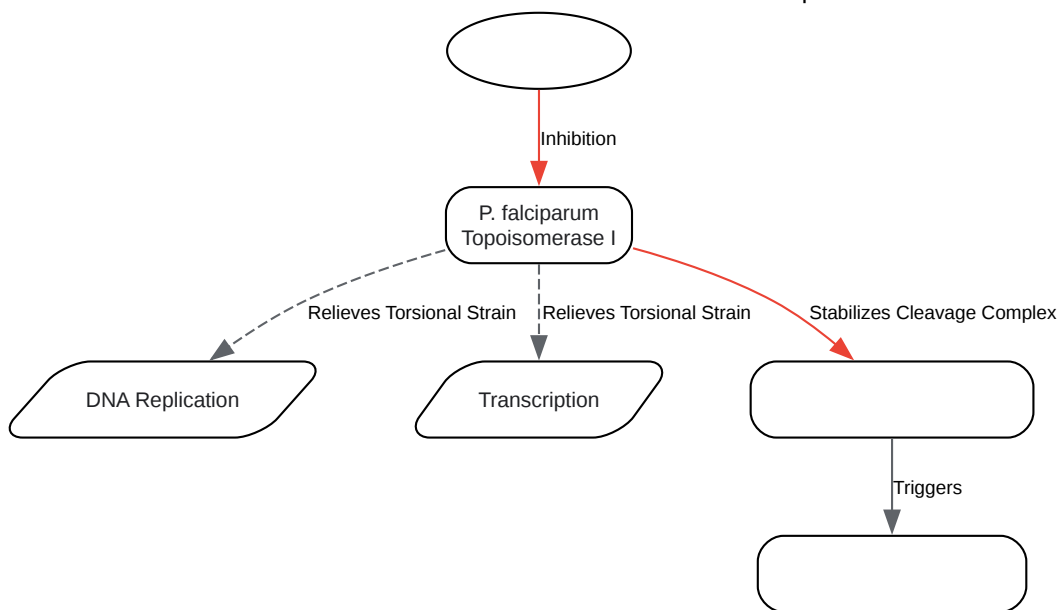 Inhibition
P. falciparum
Topoisomerase I
Relieves Torsional Strain
Relieves Torsional Strain
Stabilizes Cleavage Complex
DNA Replication
Transcription
Triggers